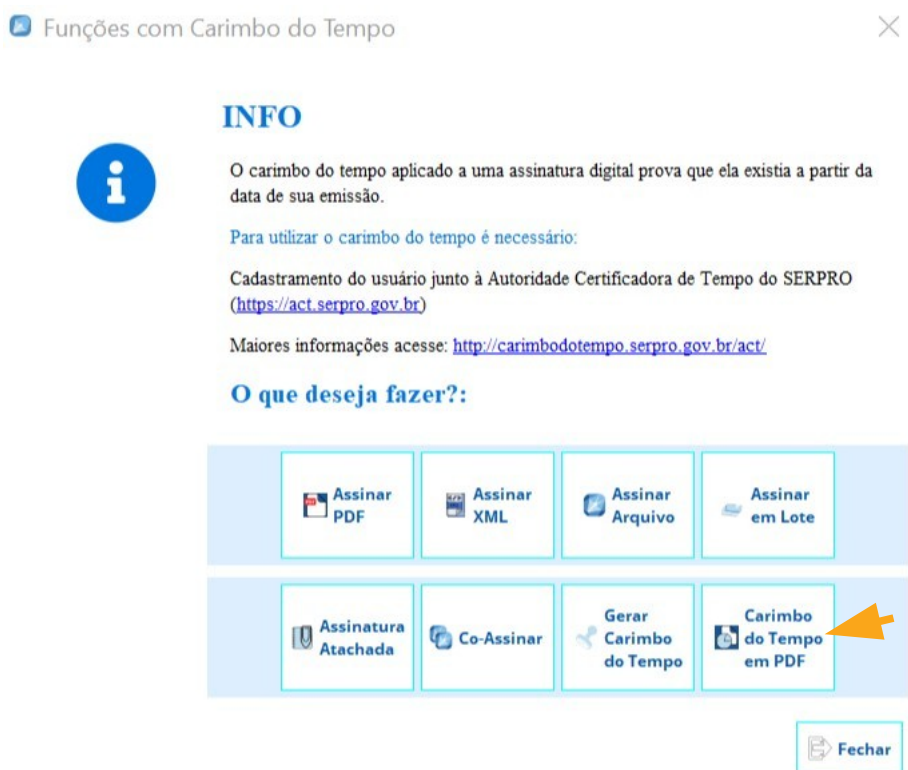 Funções com Carimbo do Tempo
INFO
O carimbo do tempo aplicado a uma assinatura digital prova que ela existia a partir da
data de sua emissão.
Para utilizar o carimbo do tempo é necessário:
Cadastramento do usuário junto à Autoridade Certificadora de Tempo do SERPRO
(https://act.serpro.gov.br)
Maiores informações acesse: http://carimbodotempo.serpro.gov.br/act/
O que deseja fazer?:
Assinar
PDF
Assinar
XML
Assinar
Arquivo
Assinar
em Lote
Assinatura
Atachada
Co-Assinar
Gerar
Carimbo
do Tempo
Carimbo
do Tempo
em PDF
Fechar